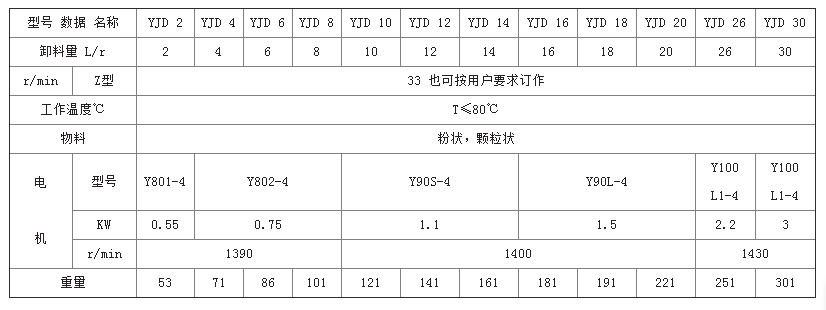 型号 数据 名称 YJD 2 YJD 4 YJD 6 YJD 8 YJD 10 YJD 12 YJD 14 YJD 16 YJD 18 YJD 20 YJD 26 YJD 30
卸料量 L/r 2 4 6 8 10 12 14 16 18 20 26 30
r/min Z型 33 也可按用户要求订作
工作温度℃ T≤80℃
物料 粉状，颗粒状
电机 型号 Y801-4 Y802-4 Y90S-4 Y90L-4 Y100L1-4 Y100L1-4
KW 0.55 0.75 1.1 1.5 2.2 3
r/min 1390 1400 1430
重量 53 71 86 101 121 141 161 181 191 221 251 301